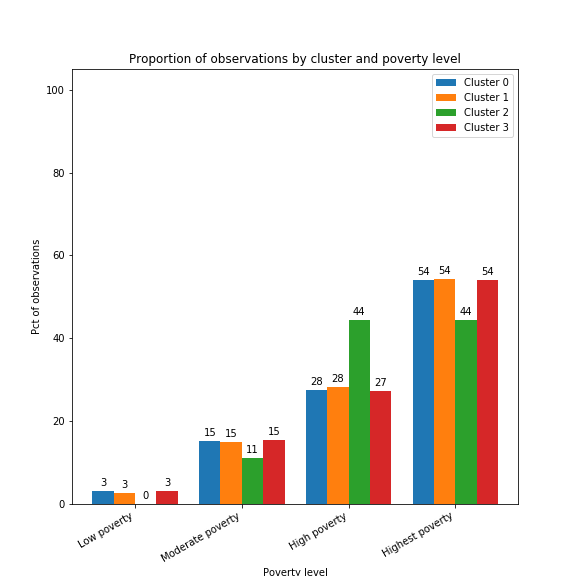 Proportion of observations by cluster and poverty level
Cluster 0
Cluster 1
Cluster 2
Cluster 3
Pct of observations
100
80
60
40
20
0
3 3 0 3
15 15 11 15
28 28 44 27
54 54 44 54
Low poverty
Moderate poverty
High poverty
Highest poverty
Poverty level